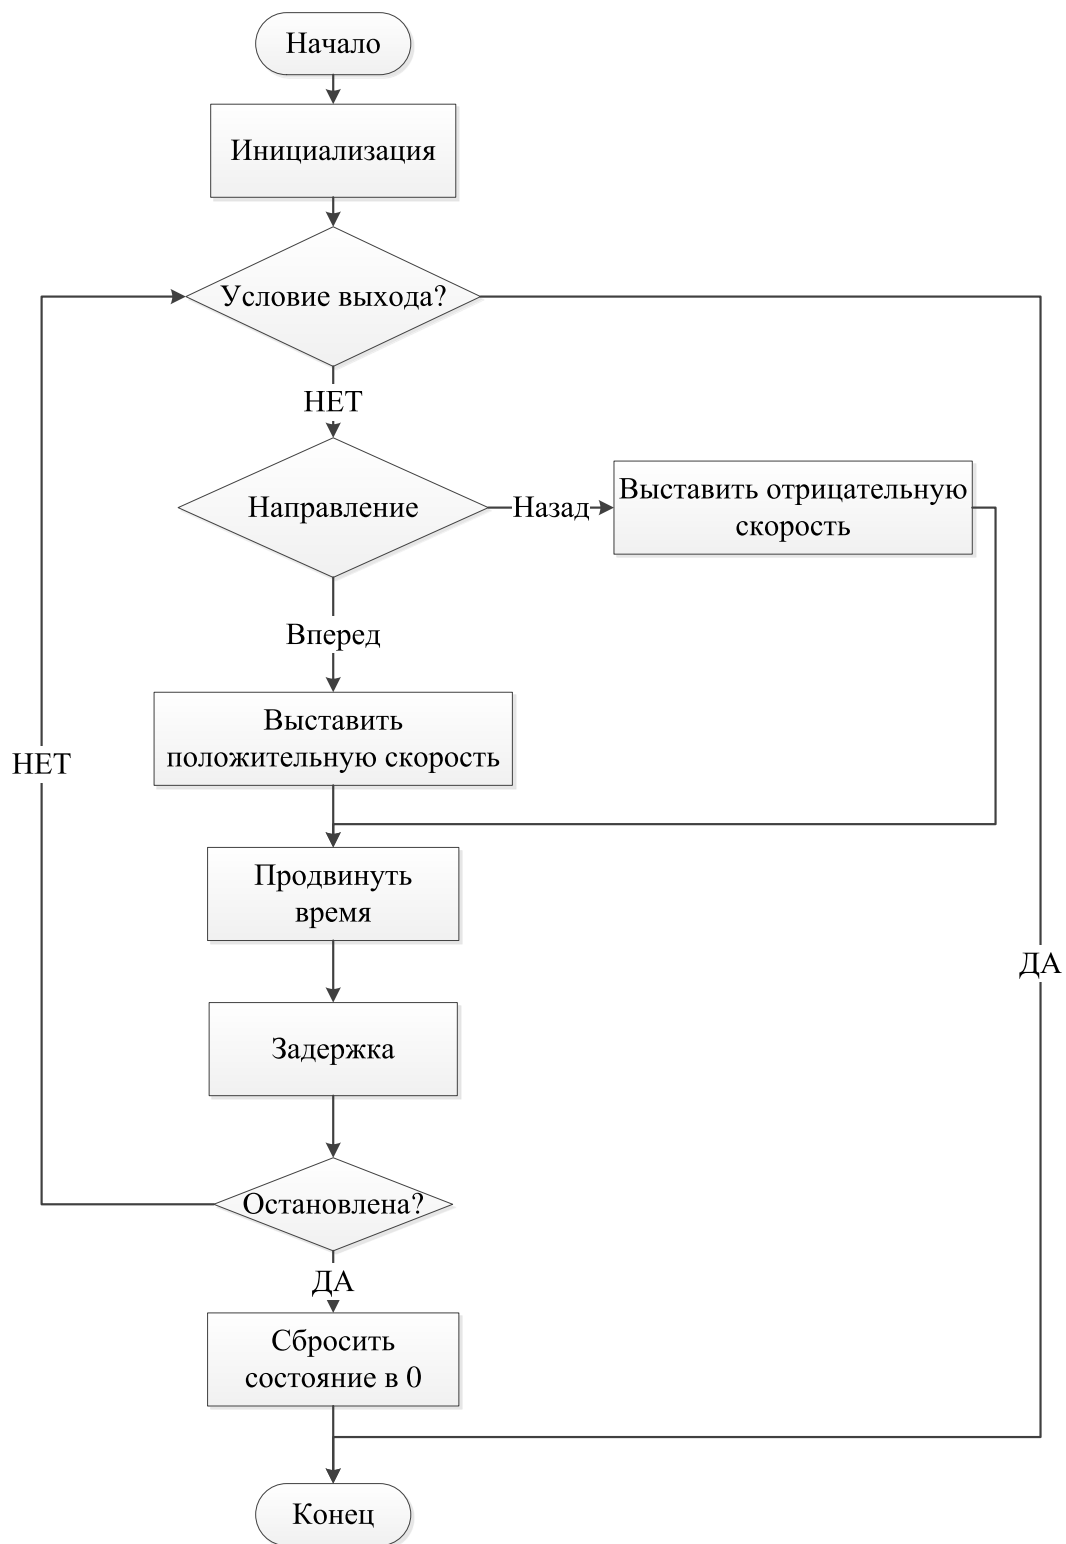 Начало
Инициализация
Условие выхода?
НЕТ
Направление
Назад
Выставить отрицательную
скорость
Вперед
Выставить
положительную скорость
НЕТ
Продвинуть
время
ДА
Задержка
Остановлена?
ДА
Сбросить
состояние в 0
Конец